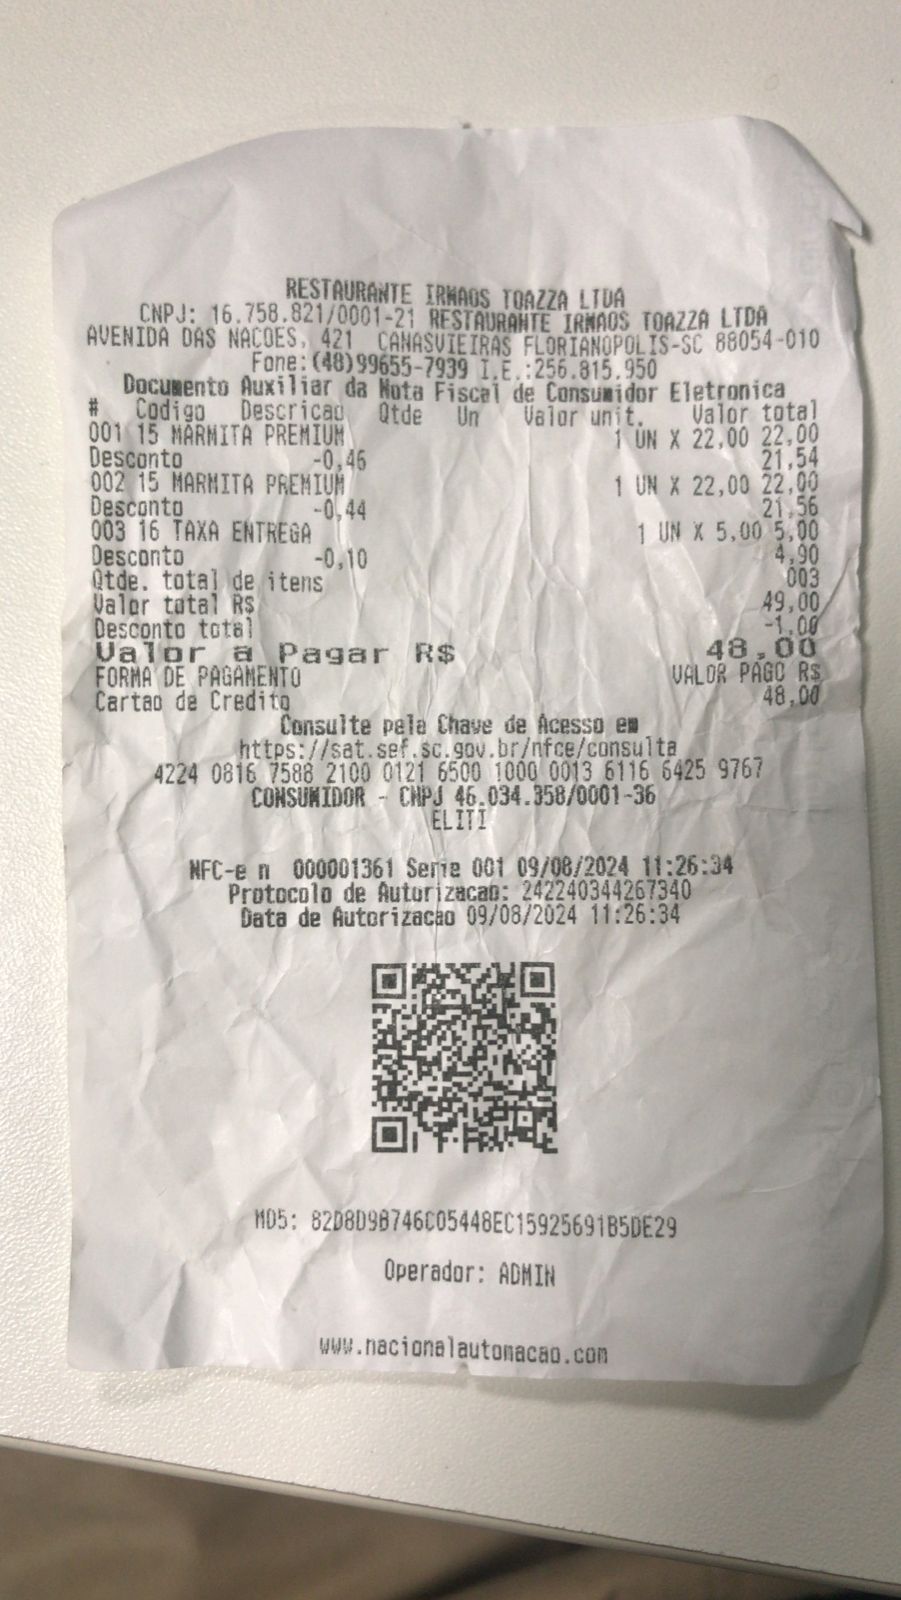 RESTAURANTE IRMAOS TOAZZA LTDA
CNPJ: 16.758.821/0001-21 RESTAURANTE IRMAOS TOAZZA LTDA
AVENIDA DAS NACOES, 421 CANASVIEIRAS FLORIANOPOLIS-SC 88054-010
Fone:(48)99655-7939 I.E.:256.815.950
Documento Auxiliar da Nota Fiscal de Consumidor Eletronica
# Codigo Descricao Qtde Un Valor unit. Valor total
001 15 MARMITA PREMIUM 1 UN X 22,00 22,00
Desconto -0,46 21,54
002 15 MARMITA PREMIUM 1 UN X 22,00 22,00
Desconto -0,44 21,56
003 16 TAXA ENTREGA 1 UN X 5,00 5,00
Desconto -0,10 4,90
Qtde. total de itens 003
Valor total R$ 49,00
Desconto total -1,00
Valor a Pagar R$ 48,00
FORMA DE PAGAMENTO VALOR PAGO R$
Cartao de Credito 48,00
Consulte pela Chave de Acesso em
https://sat.sef.sc.gov.br/nfce/consulta
4224 0816 7588 2100 0121 6500 1000 0013 6116 6425 9767
CONSUMIDOR - CNPJ 46.034.358/0001-36
ELITI
NFC-e n 000001361 Serie 001 09/08/2024 11:26:34
Protocolo de Autorizacao: 242240344267340
Data de Autorizacao 09/08/2024 11:26:34
MD5: 82D8D9B746C05448EC15925691B5DE29
Operador: ADMIN
www.nacionalautomacao.com